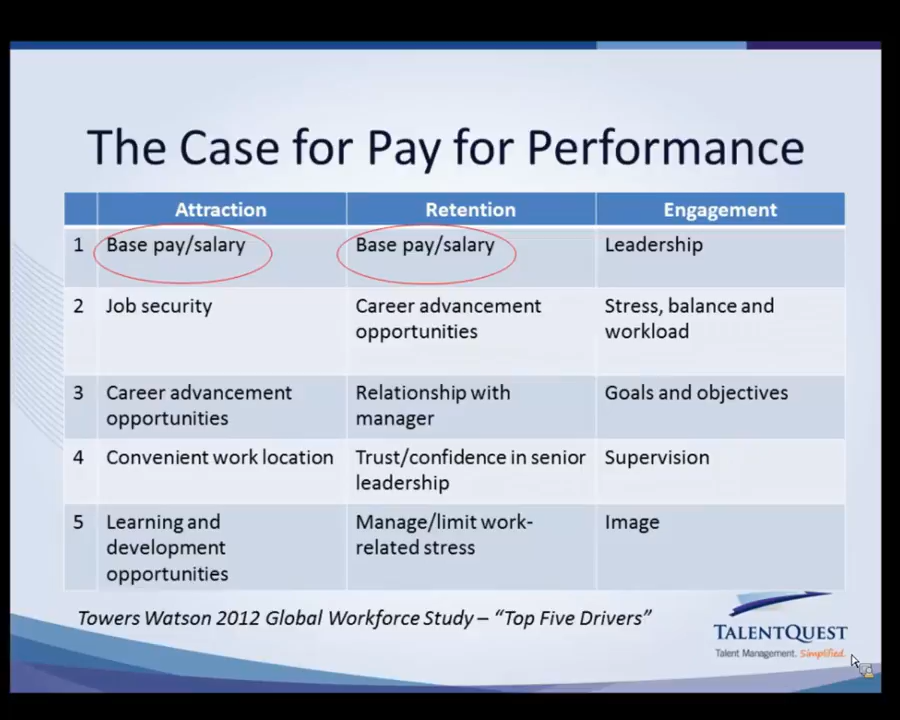 The Case for Pay for Performance
Attraction Retention Engagement
1 Base pay/salary Base pay/salary Leadership
2 Job security Career advancement Stress, balance and
opportunities workload
3 Career advancement Relationship with Goals and objectives
opportunities manager
4 Convenient work location Trust/confidence in senior Supervision
leadership
5 Learning and Manage/limit work- Image
development related stress
opportunities
Towers Watson 2012 Global Workforce Study – “Top Five Drivers”
TALENTQUEST
Talent Management. Simplified.